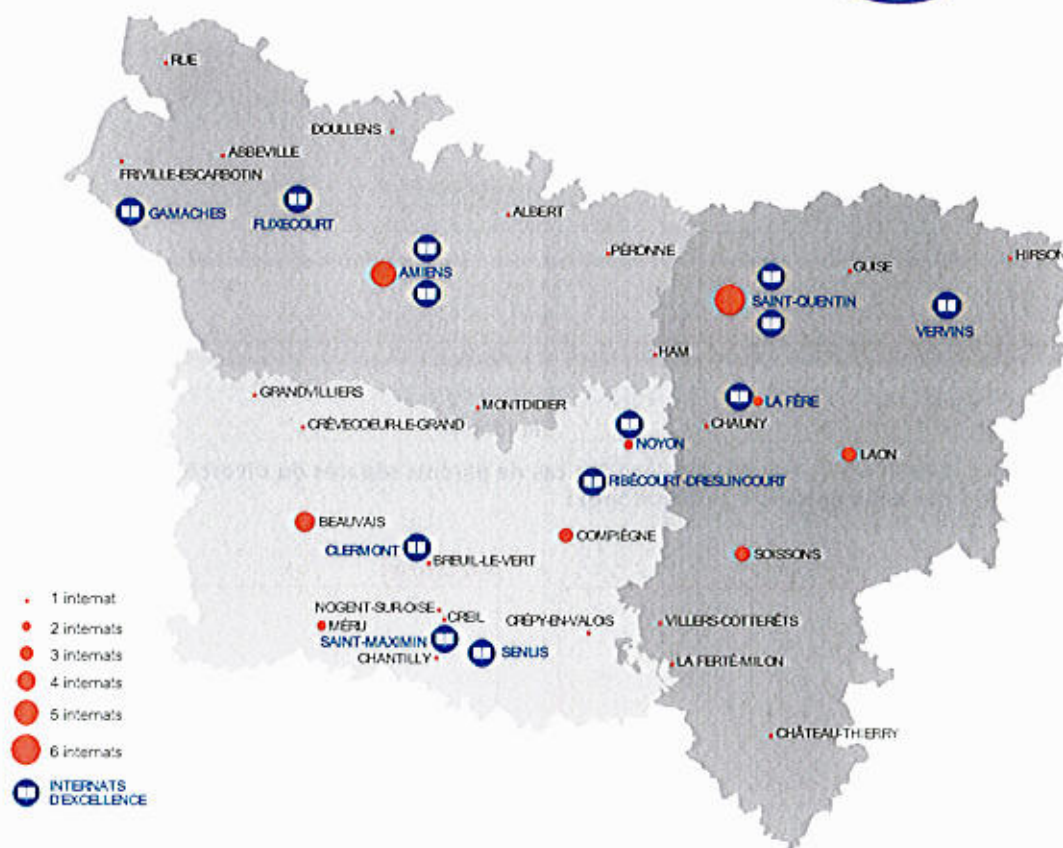 RUE
DOULLENS
ABBEVILLE
FRIVILLE-ESCARBOTIN
GAMACHES
FLIXECOURT
ALBERT
AMIENS
PÉRONNE
GUISE
HIRSON
SAINT-QUENTIN
VERVINS
HAM
GRANDVILLIERS
MONTDIDIER
CRÈVECOEUR-LE-GRAND
LA FÈRE
CHAUNY
NOYON
LAON
RIBÉCOURT-DRESLINCOURT
BEAUVAIS
COMPIÈGNE
CLERMONT
BREUIL-LE-VERT
SOISSONS
NOGENT-SUR-OISE
CREIL
CRÉPY-EN-VALOIS
VILLERS-COTTERÊTS
MÉRU
SAINT-MAXIMIN
SENLIS
CHANTILLY
LA FERTÉ-MILON
CHÂTEAU-THIERRY
1 internat
2 internats
3 internats
4 internats
5 internats
6 internats
INTERNATS
D'EXCELLENCE